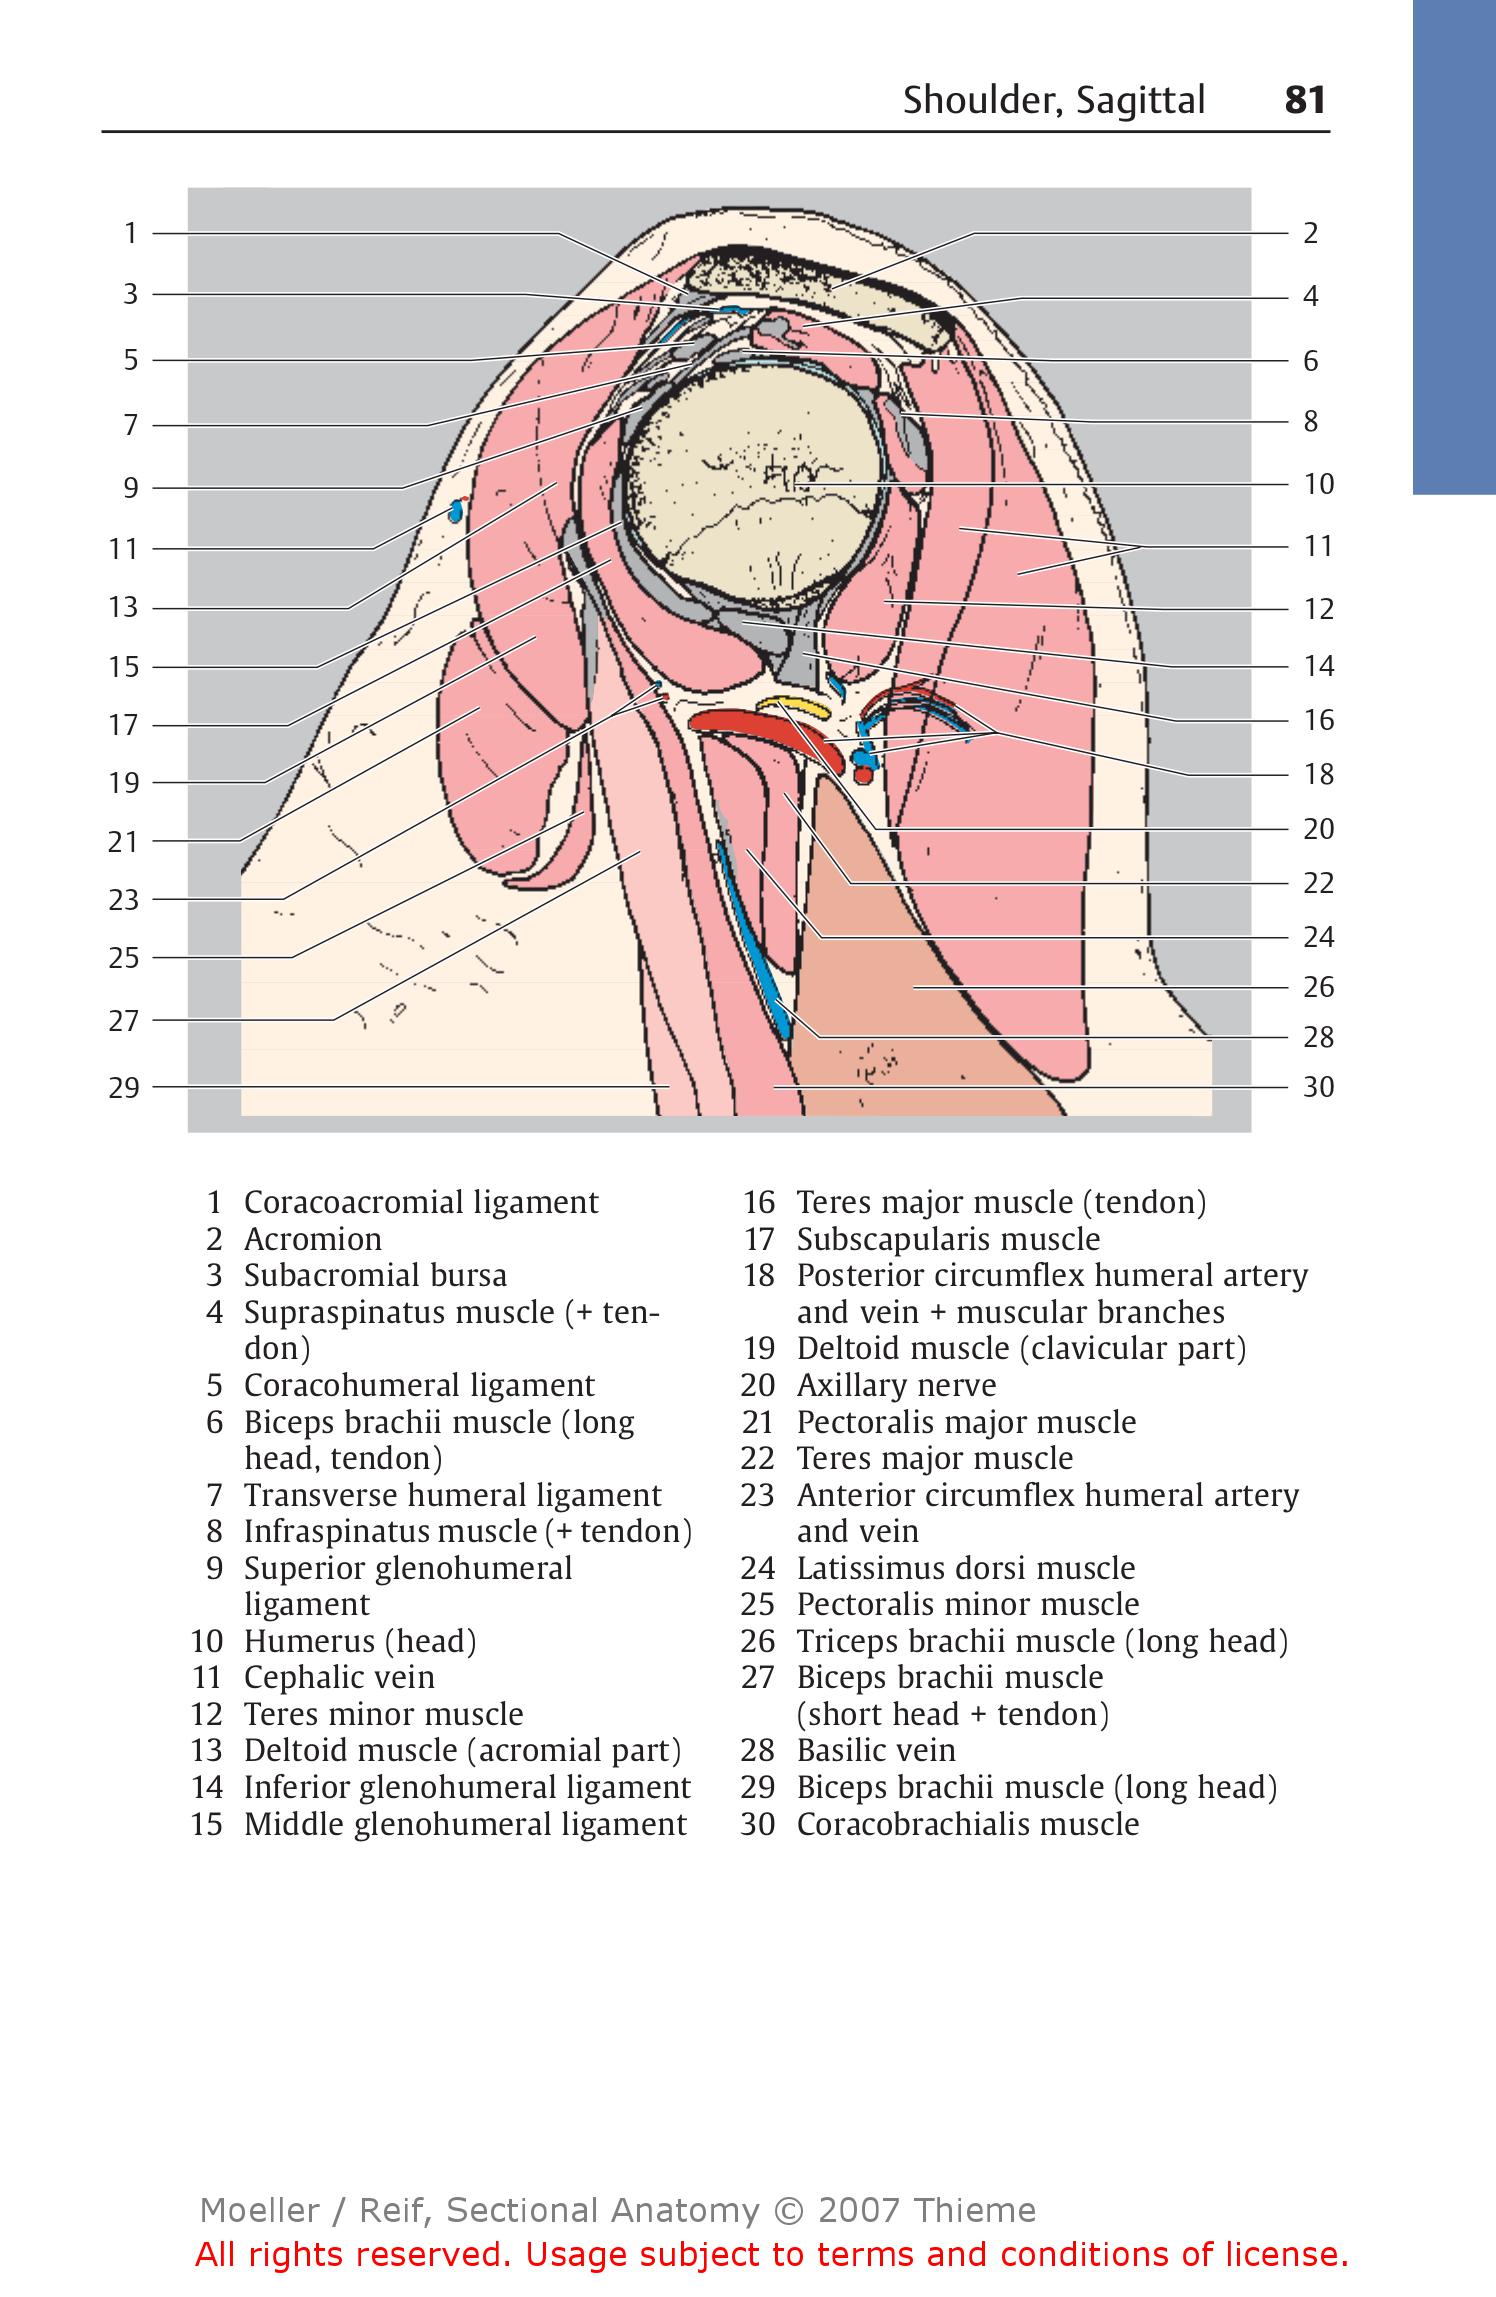 Shoulder, Sagittal 81
1 2
3 4
5 6
7 8
9 10
11 11
13 12
15 14
17 16
19 18
21 20
23 22
25 24
27 26
28
29 30
1 Coracoacromial ligament
2 Acromion
3 Subacromial bursa
4 Supraspinatus muscle (+ ten-
don)
5 Coracohumeral ligament
6 Biceps brachii muscle (long
head, tendon)
7 Transverse humeral ligament
8 Infraspinatus muscle (+ tendon)
9 Superior glenohumeral
ligament
10 Humerus (head)
11 Cephalic vein
12 Teres minor muscle
13 Deltoid muscle (acromial part)
14 Inferior glenohumeral ligament
15 Middle glenohumeral ligament
16 Teres major muscle (tendon)
17 Subscapularis muscle
18 Posterior circumflex humeral artery
and vein + muscular branches
19 Deltoid muscle (clavicular part)
20 Axillary nerve
21 Pectoralis major muscle
22 Teres major muscle
23 Anterior circumflex humeral artery
and vein
24 Latissimus dorsi muscle
25 Pectoralis minor muscle
26 Triceps brachii muscle (long head)
27 Biceps brachii muscle
(short head + tendon)
28 Basilic vein
29 Biceps brachii muscle (long head)
30 Coracobrachialis muscle
Moeller / Reif, Sectional Anatomy © 2007 Thieme
All rights reserved. Usage subject to terms and conditions of license.